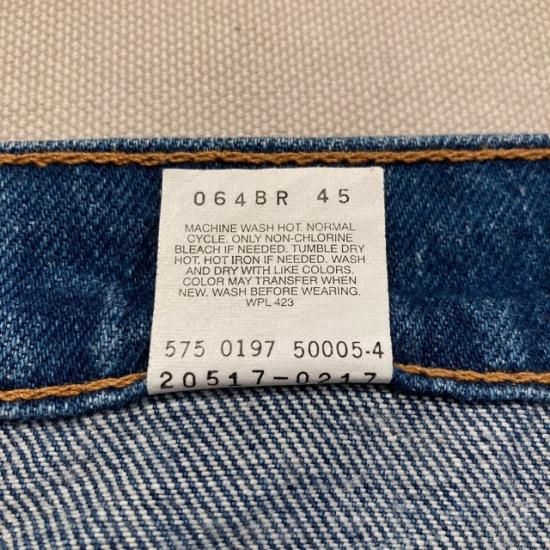 064BR 45
MACHINE WASH HOT. NORMAL
CYCLE. ONLY NON-CHLORINE
BLEACH IF NEEDED. TUMBLE DRY
HOT. HOT IRON IF NEEDED. WASH
AND DRY WITH LIKE COLORS.
COLOR MAY TRANSFER WHEN
NEW. WASH BEFORE WEARING.
WPL 423
575 0197 50005-4
20517-0217